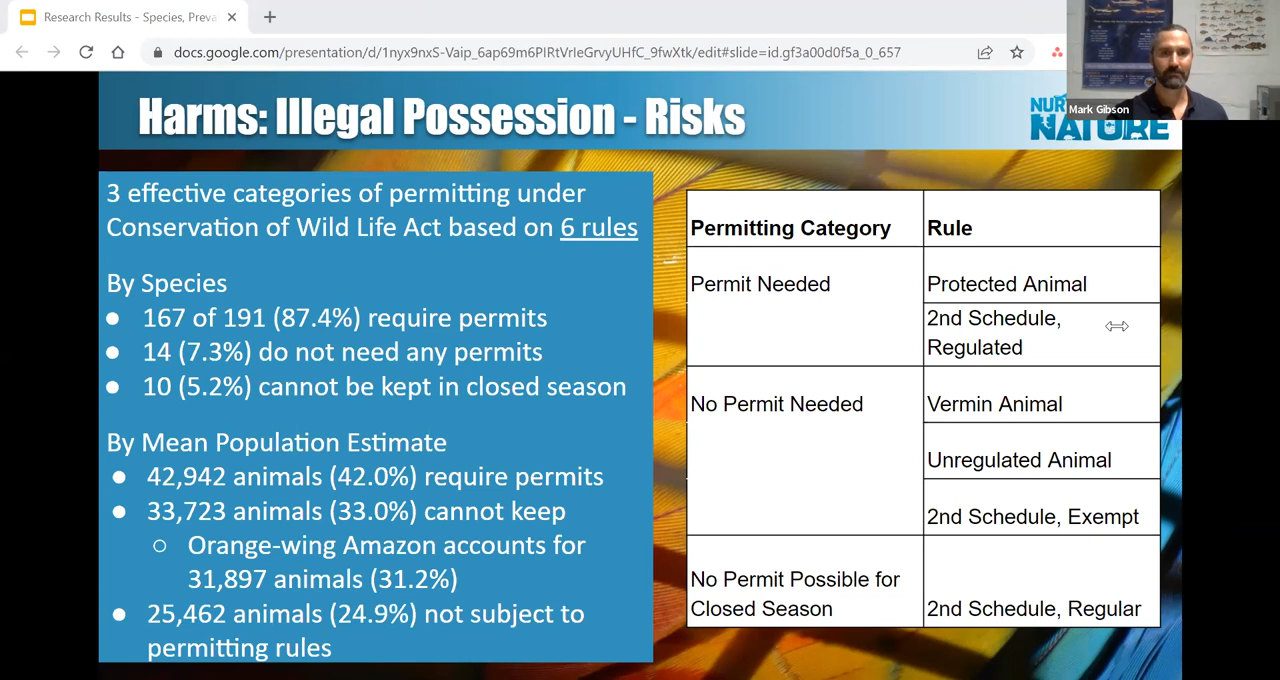 Research Results - Species, Preva
docs.google.com/presentation/d/1nyx9nxS-Vaip_6ap69m6PIRtVrIeGrvyUHfC_9fwXtk/edit#slide=id.gf3a00d0f5a_0_657
Mark Gibson
Harms: Illegal Possession - Risks
NATURE
3 effective categories of permitting under
Conservation of Wild Life Act based on 6 rules
By Species
● 167 of 191 (87.4%) require permits
● 14 (7.3%) do not need any permits
● 10 (5.2%) cannot be kept in closed season
By Mean Population Estimate
● 42,942 animals (42.0%) require permits
● 33,723 animals (33.0%) cannot keep
○ Orange-wing Amazon accounts for
31,897 animals (31.2%)
● 25,462 animals (24.9%) not subject to
permitting rules
Permitting Category Rule
Permit Needed Protected Animal
2nd Schedule,
Regulated
No Permit Needed Vermin Animal
Unregulated Animal
2nd Schedule, Exempt
No Permit Possible for
Closed Season 2nd Schedule, Regular